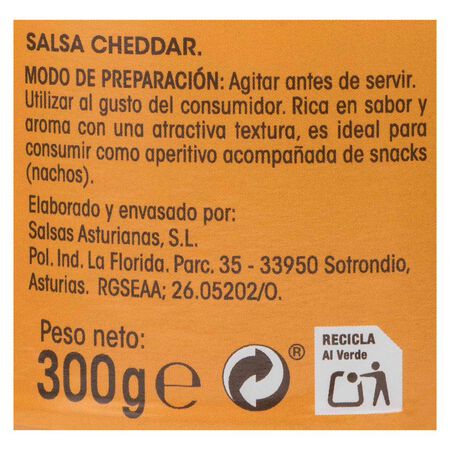 SALSA CHEDDAR.
MODO DE PREPARACIÓN: Agitar antes de servir.
Utilizar al gusto del consumidor. Rica en sabor y
aroma con una atractiva textura, es ideal para
consumir como aperitivo acompañada de snacks
(nachos).
Elaborado y envasado por:
Salsas Asturianas, S.L.
Pol. Ind. La Florida. Parc. 35 - 33950 Sotrondio,
Asturias. RGSEAA; 26.05202/O.
Peso neto:
300g℮
®
RECICLA
Al Verde